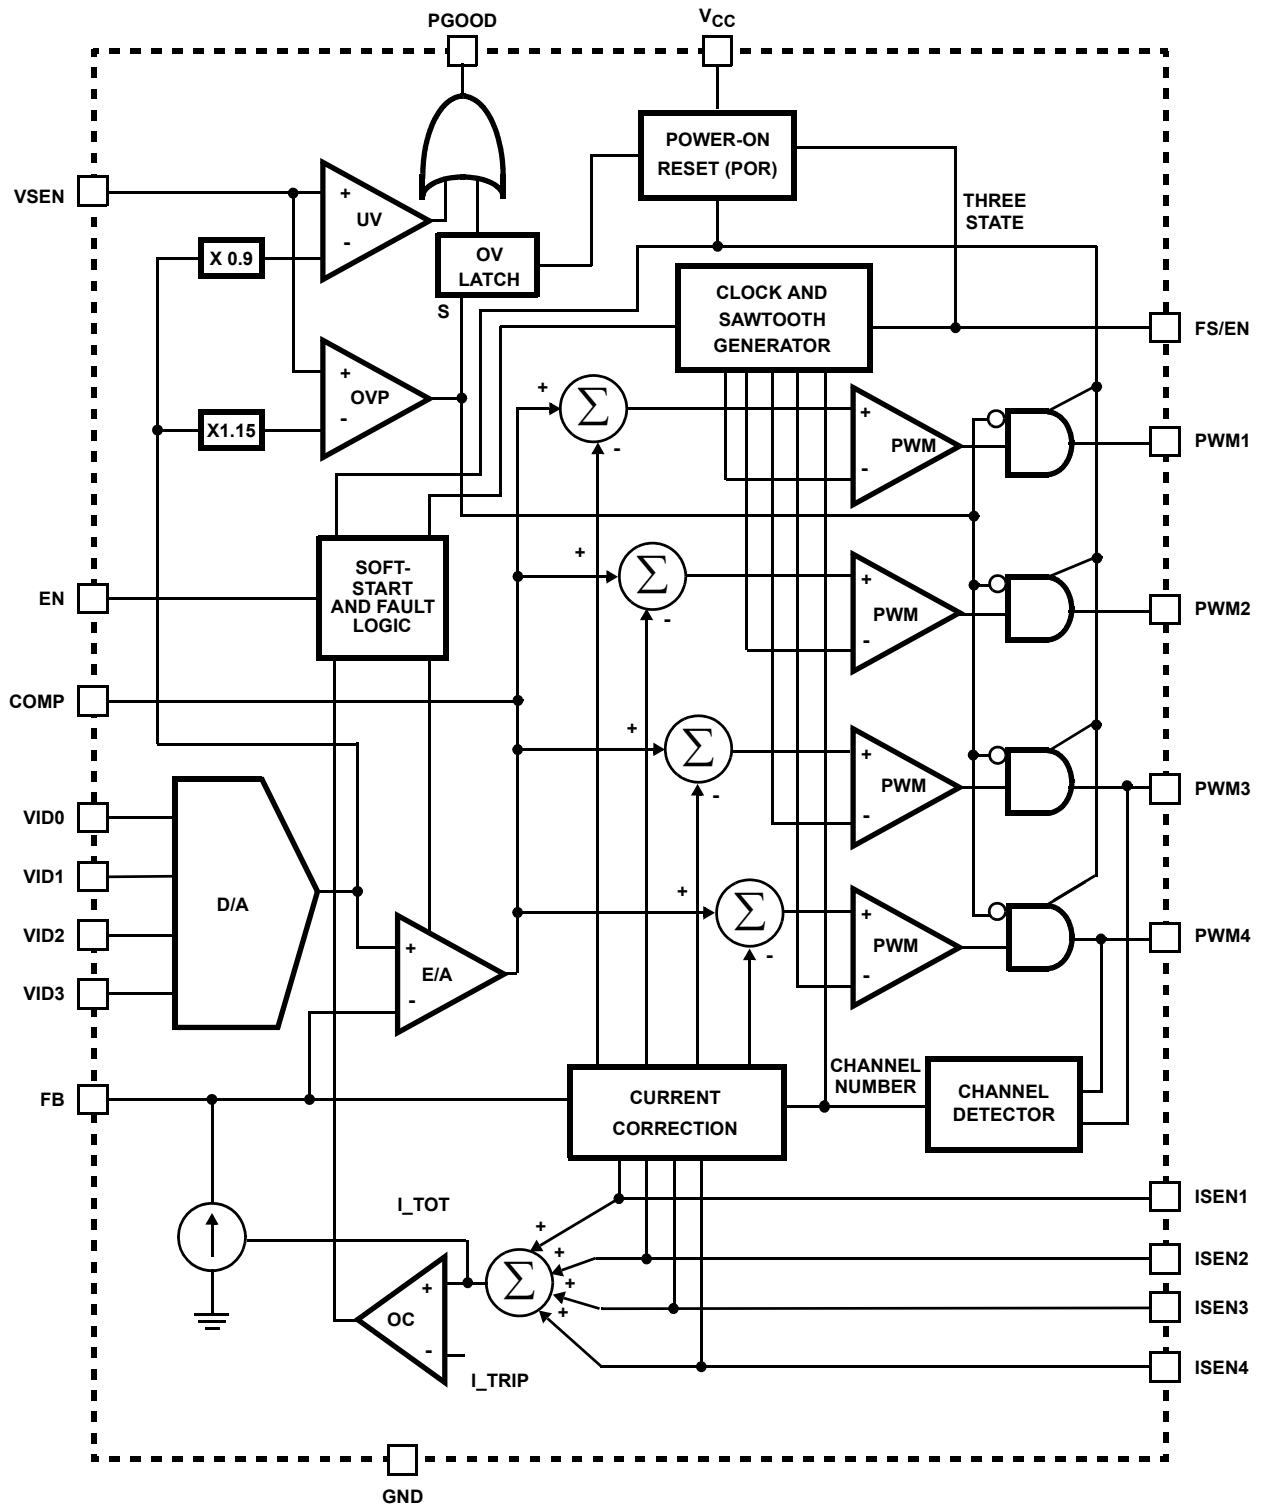 PGOOD
VCC
POWER-ON
RESET (POR)
VSEN
+
UV
-
THREE
STATE
X 0.9
OV
LATCH
S
CLOCK AND
SAWTOOTH
GENERATOR
FS/EN
+
OVP
-
X1.15
+
Σ
-
+
PWM
-
PWM1
SOFT-
START
AND FAULT
LOGIC
EN
+
Σ
-
+
PWM
-
PWM2
COMP
+
Σ
-
+
PWM
-
PWM3
VID0
VID1
VID2
VID3
D/A
+
E/A
-
+
Σ
-
+
PWM
-
PWM4
FB
CURRENT
CORRECTION
CHANNEL
NUMBER
CHANNEL
DETECTOR
I_TOT
+
+
+
+
Σ
ISEN1
ISEN2
ISEN3
ISEN4
+
OC
-
I_TRIP
GND